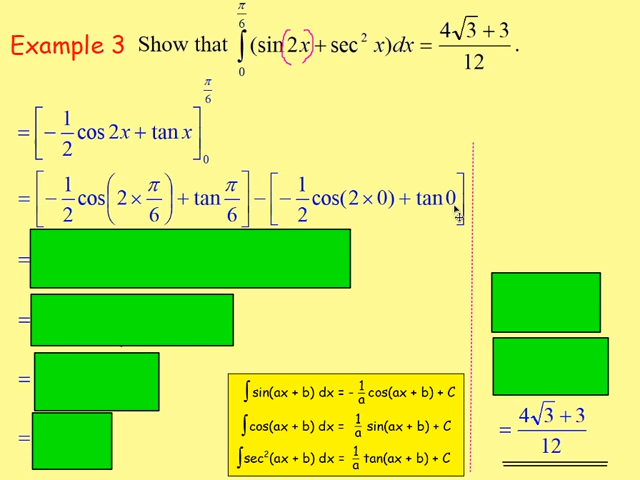 Example 3 Show that ∫₀^(π/6) (sin 2x + sec² x)dx = (4√3 + 3)/12 .
= [−1/2 cos 2x + tan x]₀^(π/6)
= [−1/2 cos(2 × π/6) + tan π/6] − [−1/2 cos(2 × 0) + tan 0]
=
=
=
=
∫sin(ax + b) dx = - 1/a cos(ax + b) + C
∫cos(ax + b) dx = 1/a sin(ax + b) + C
∫sec²(ax + b) dx = 1/a tan(ax + b) + C
= (4√3 + 3)/12